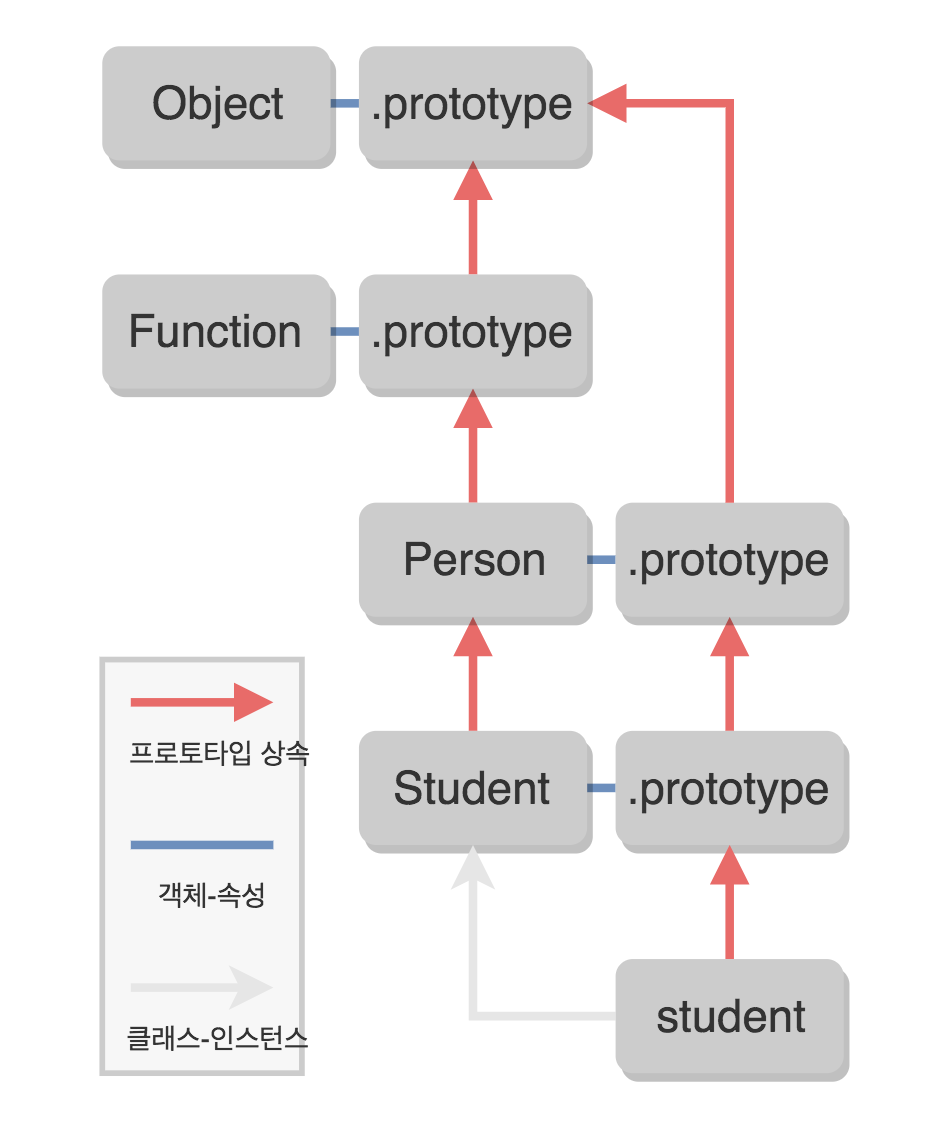 Object
.prototype
Function
.prototype
Person
.prototype
Student
.prototype
student
프로토타입 상속
객체-속성
클래스-인스턴스